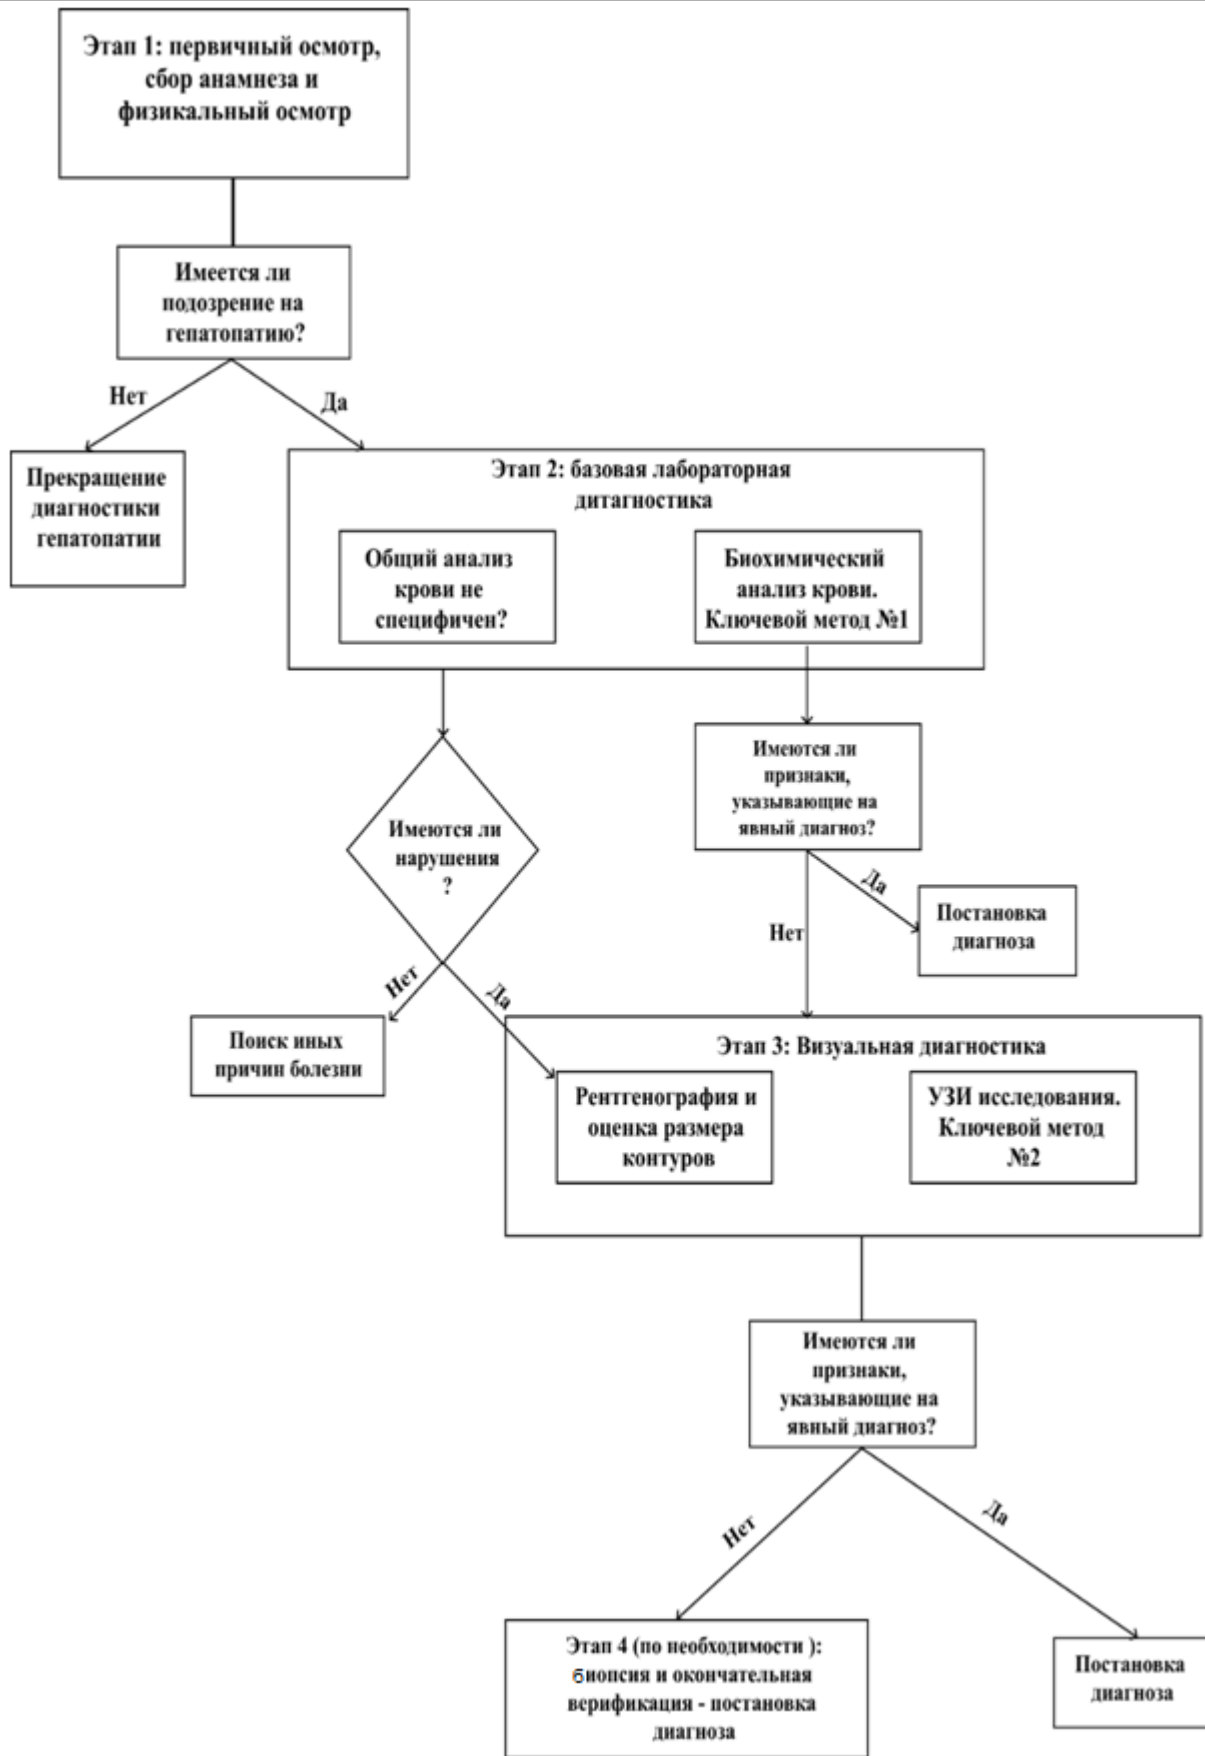 Этап 1: первичный осмотр,
сбор анамнеза и
физикальный осмотр
Имеется ли
подозрение на
гепатопатию?
Нет
Да
Прекращение
диагностики
гепатопатии
Этап 2: базовая лабораторная
дитагностика
Общий анализ
крови не
специфичен?
Биохимический
анализ крови.
Ключевой метод №1
Имеются ли
признаки,
указывающие на
явный диагноз?
Имеются ли
нарушения
?
Да
Нет
Постановка
диагноза
Нет
Да
Поиск иных
причин болезни
Этап 3: Визуальная диагностика
Рентгенография и
оценка размера
контуров
УЗИ исследования.
Ключевой метод
№2
Имеются ли
признаки,
указывающие на
явный диагноз?
Нет
Да
Этап 4 (по необходимости ):
биопсия и окончательная
верификация - постановка
диагноза
Постановка
диагноза